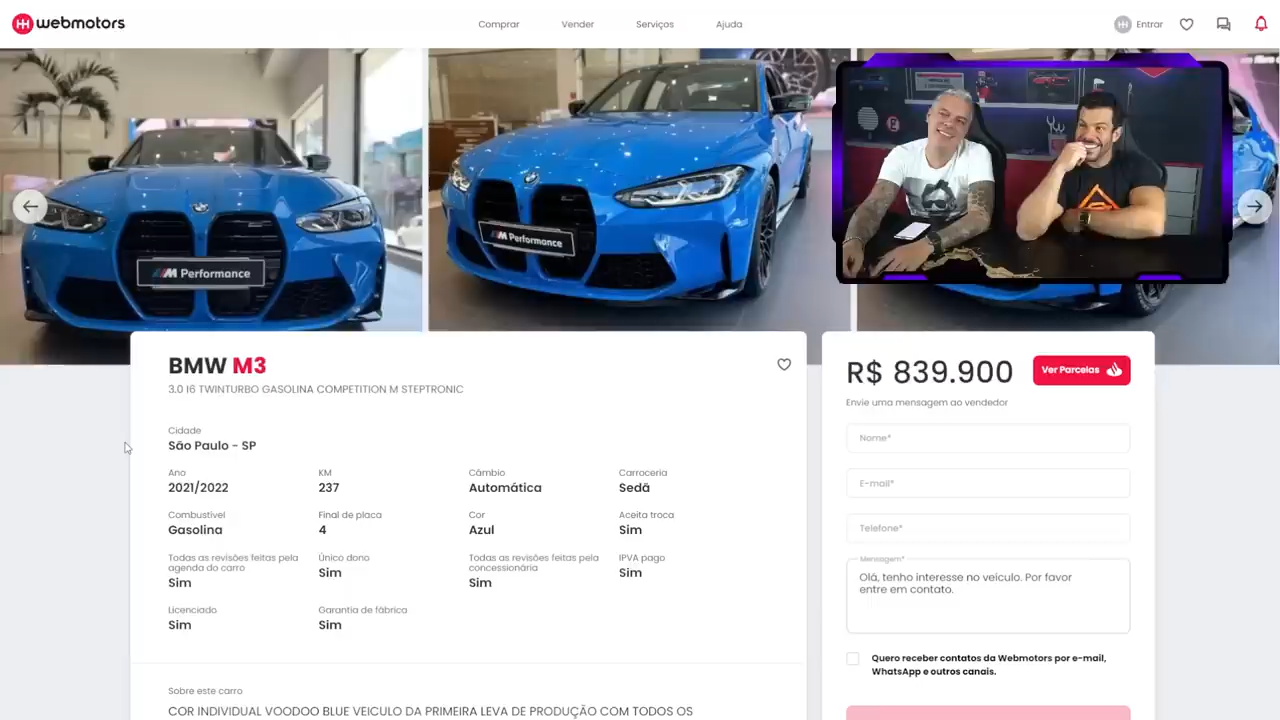 webmotors
Comprar
Vender
Serviços
Ajuda
Entrar
M Performance
M Performance
BMW M3
3.0 I6 TWINTURBO GASOLINA COMPETITION M STEPTRONIC
Cidade
São Paulo - SP
Ano
2021/2022
KM
237
Câmbio
Automática
Carroceria
Sedã
Combustível
Gasolina
Final de placa
4
Cor
Azul
Aceita troca
Sim
Todas as revisões feitas pela
agenda do carro
Sim
Único dono
Sim
Todas as revisões feitas pela
concessionária
Sim
IPVA pago
Sim
Licenciado
Sim
Garantia de fábrica
Sim
Sobre este carro
COR INDIVIDUAL VOODOO BLUE VEICULO DA PRIMEIRA LEVA DE PRODUÇÃO COM TODOS OS
R$ 839.900
Ver Parcelas
Envie uma mensagem ao vendedor
Nome*
E-mail*
Telefone*
Mensagem*
Olá, tenho interesse no veículo. Por favor
entre em contato.
Quero receber contatos da Webmotors por e-mail,
WhatsApp e outros canais.